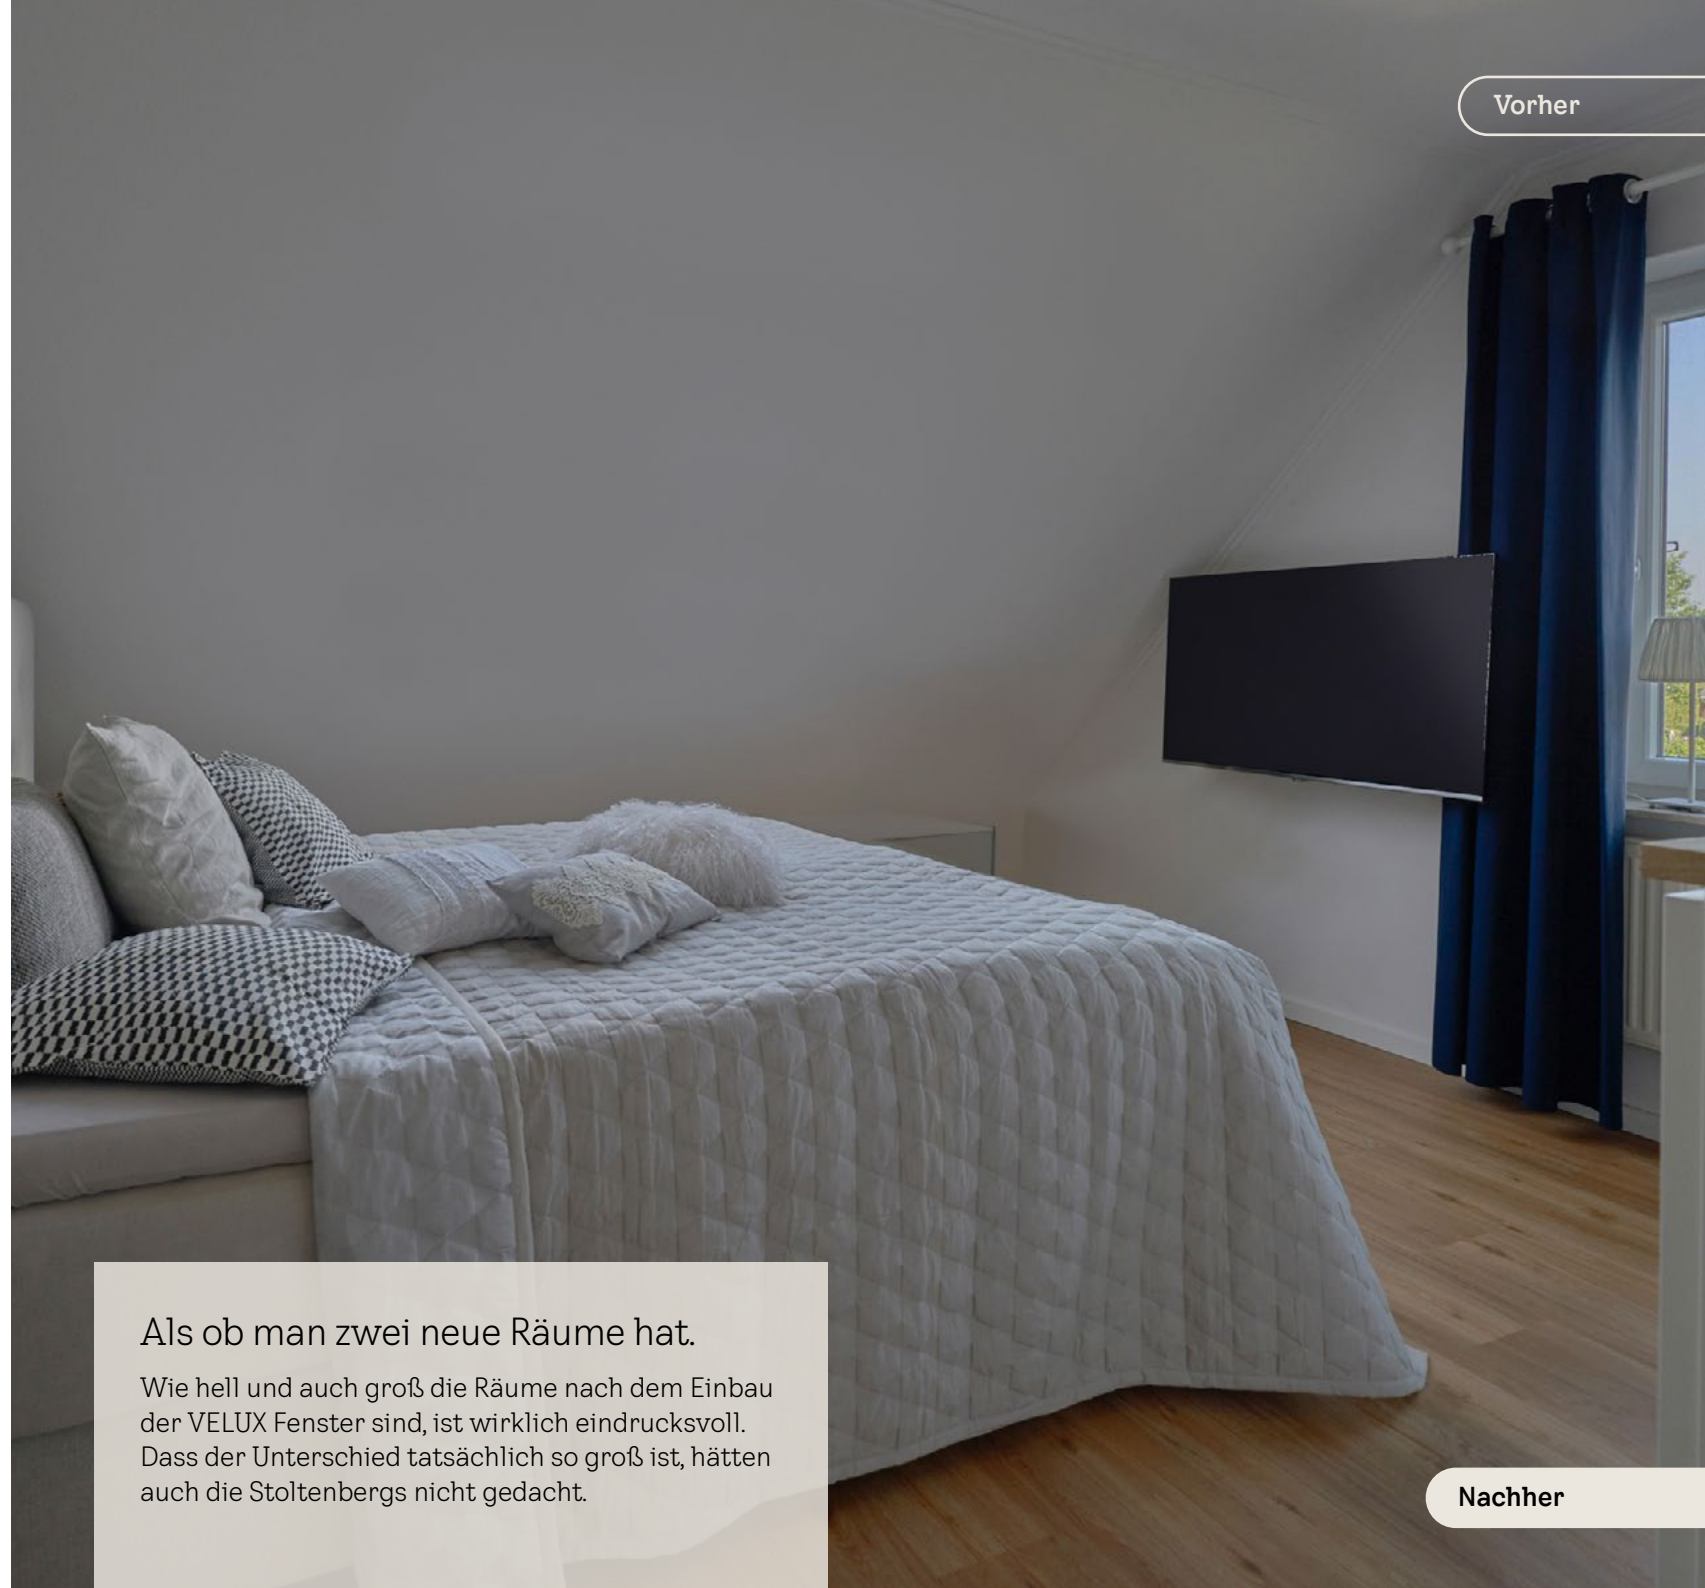 Vorher
Als ob man zwei neue Räume hat.
Wie hell und auch groß die Räume nach dem Einbau
der VELUX Fenster sind, ist wirklich eindrucksvoll.
Dass der Unterschied tatsächlich so groß ist, hätten
auch die Stoltenbergs nicht gedacht.
Nachher